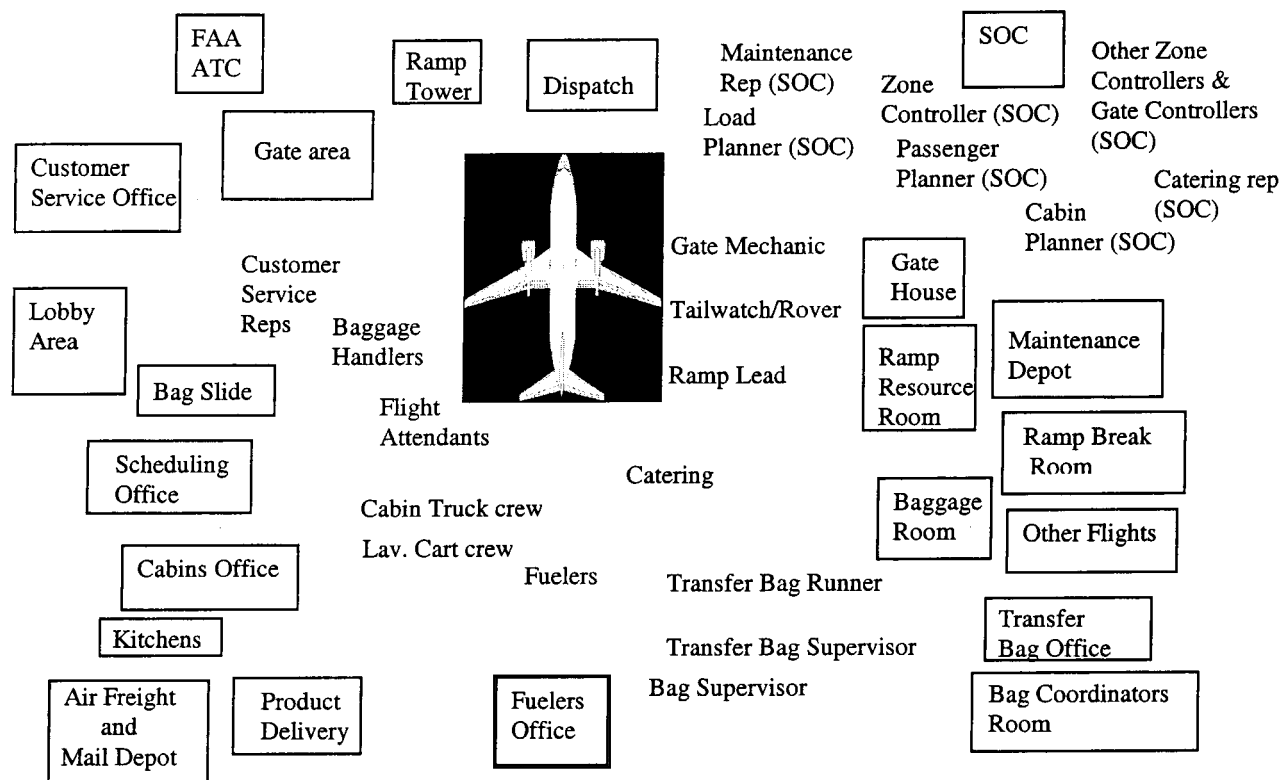 FAA
ATC
Ramp
Tower
Dispatch
Maintenance
Rep (SOC)
Load
Planner (SOC)
SOC
Zone
Controller (SOC)
Other Zone
Controllers &
Gate Controllers
(SOC)
Passenger
Planner (SOC)
Catering rep
(SOC)
Cabin
Planner (SOC)
Gate area
Customer
Service Office
Customer
Service
Reps
Lobby
Area
Baggage
Handlers
Bag Slide
Flight
Attendants
Gate Mechanic
Tailwatch/Rover
Ramp Lead
Gate
House
Ramp
Resource
Room
Maintenance
Depot
Ramp Break
Room
Scheduling
Office
Catering
Baggage
Room
Other Flights
Cabin Truck crew
Lav. Cart crew
Cabins Office
Fuelers
Transfer Bag Runner
Kitchens
Transfer Bag Supervisor
Transfer
Bag Office
Air Freight
and
Mail Depot
Product
Delivery
Fuelers
Office
Bag Supervisor
Bag Coordinators
Room